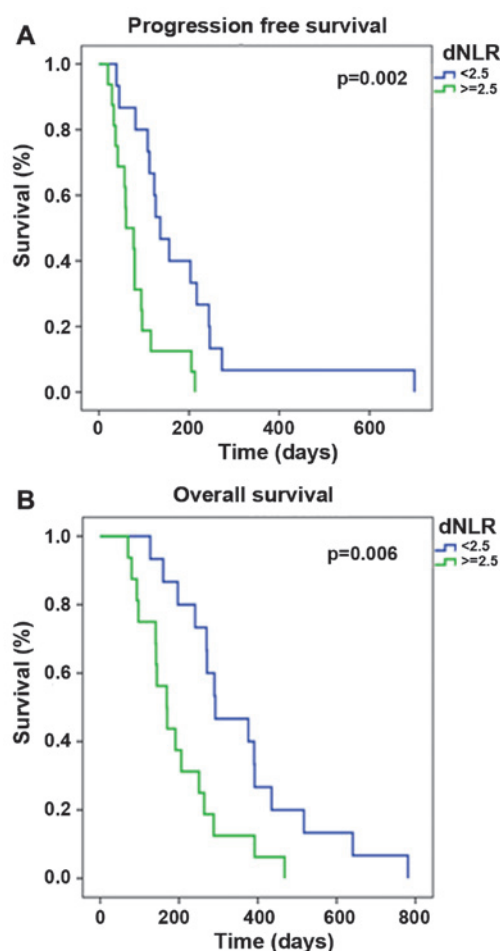 A
Progression free survival
dNLR
<2.5
>=2.5
p=0.002
1.0
0.8
0.6
0.4
0.2
0.0
Survival (%)
0 200 400 600
Time (days)
B
Overall survival
dNLR
<2.5
>=2.5
p=0.006
1.0
0.8
0.6
0.4
0.2
0.0
Survival (%)
0 200 400 600 800
Time (days)